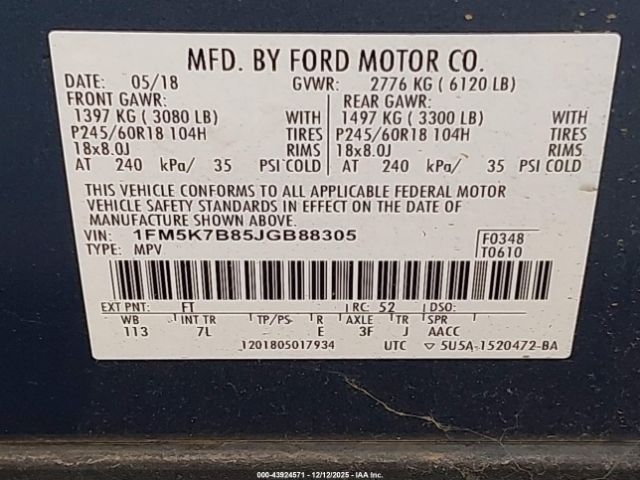 MFD. BY FORD MOTOR CO.
DATE: 05/18 GVWR: 2776 KG ( 6120 LB)
FRONT GAWR: REAR GAWR:
1397 KG ( 3080 LB) WITH 1497 KG ( 3300 LB) WITH
P245/60R18 104H TIRES P245/60R18 104H TIRES
18x8.0J RIMS 18x8.0J RIMS
AT 240 kPa/ 35 PSI COLD AT 240 kPa/ 35 PSI COLD
THIS VEHICLE CONFORMS TO ALL APPLICABLE FEDERAL MOTOR
VEHICLE SAFETY STANDARDS IN EFFECT ON THE DATE OF
MANUFACTURE SHOWN ABOVE.
VIN: 1FM5K7B85JGB88305 F0348
TYPE: MPV T0610
EXT PNT: FT RC: 52 DSO:
WB INT TR TP/PS R AXLE TR SPR
113 7L E 3F J AACC
1201805017934 UTC ▽ 5U5A-1520472-BA
000-43924571 - 12/12/2025 - IAA Inc.